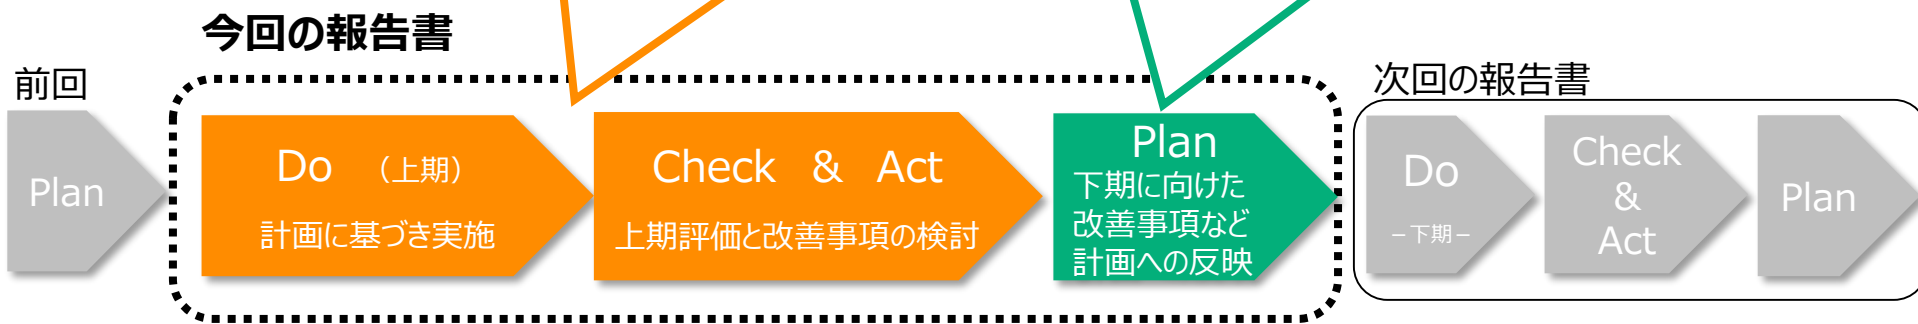 今回の報告書
前回
Plan
Do （上期）
計画に基づき実施
Check & Act
上期評価と改善事項の検討
Plan
下期に向けた
改善事項など
計画への反映
次回の報告書
Do
－下期－
Check
&
Act
Plan